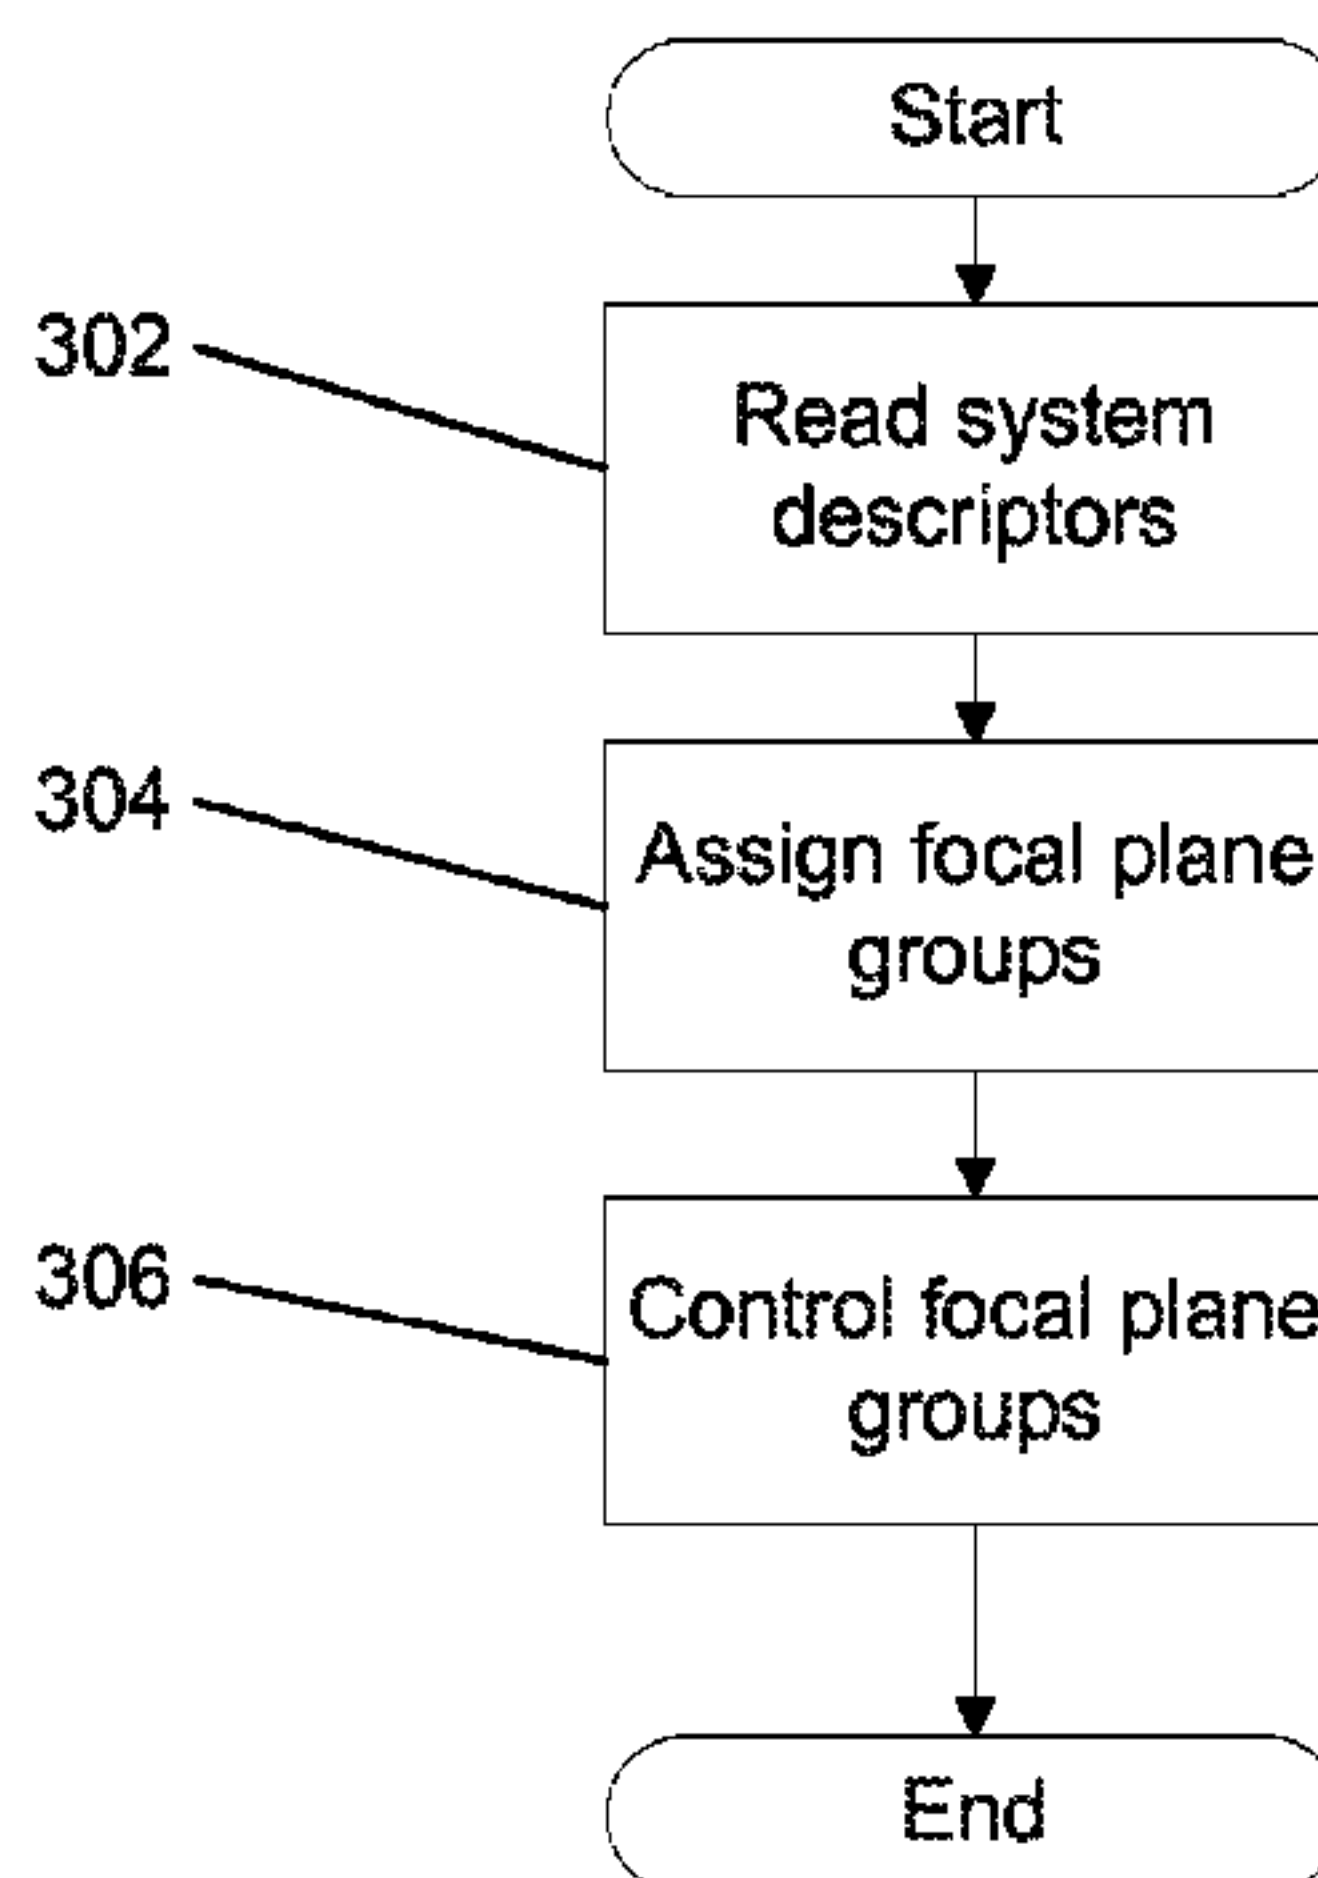 Start
302
Read system
descriptors
304
Assign focal plane
groups
306
Control focal plane
groups
End